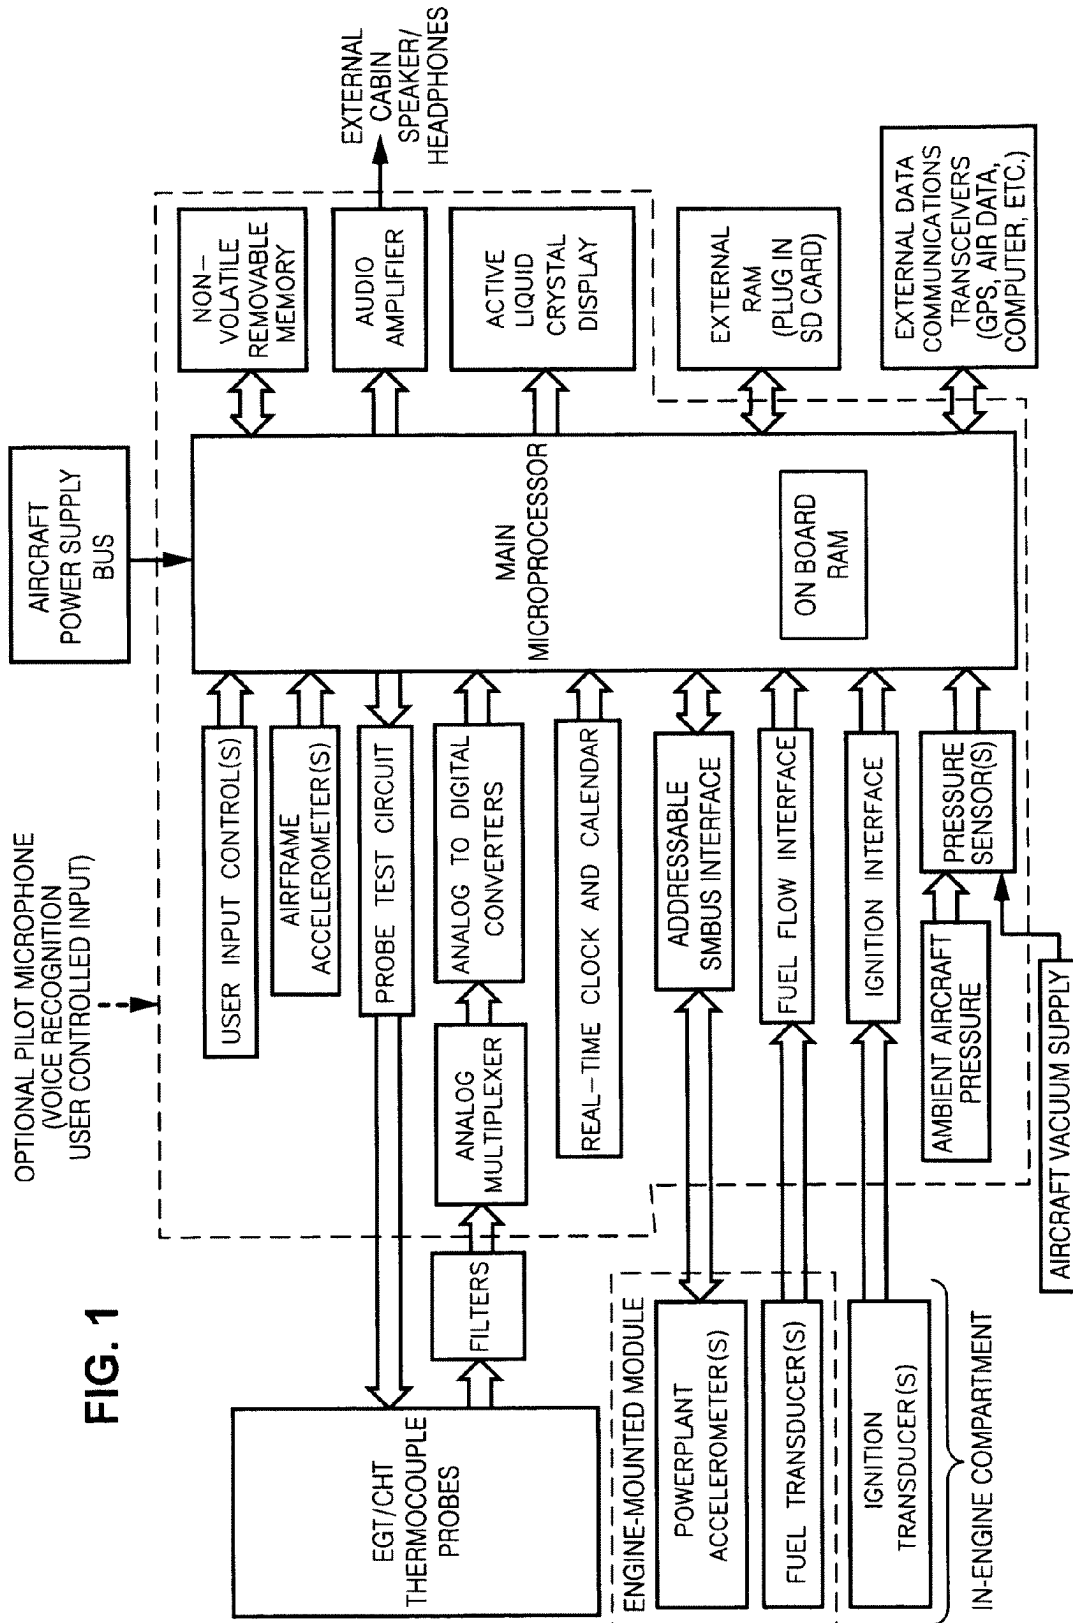 FIG. 1
OPTIONAL PILOT MICROPHONE
(VOICE RECOGNITION
USER CONTROLLED INPUT)
AIRCRAFT
POWER SUPPLY
BUS
EXTERNAL
CABIN
SPEAKER/
HEADPHONES
EGT/CHT
THERMOCOUPLE
PROBES
FILTERS
ANALOG
MULTIPLEXER
USER INPUT CONTROL(S)
AIRFRAME
ACCELEROMETER(S)
PROBE TEST CIRCUIT
ANALOG TO DIGITAL
CONVERTERS
REAL-TIME CLOCK AND CALENDAR
ADDRESSABLE
SMBUS INTERFACE
FUEL FLOW INTERFACE
IGNITION INTERFACE
PRESSURE
SENSOR(S)
AMBIENT AIRCRAFT
PRESSURE
AIRCRAFT VACUUM SUPPLY
ENGINE-MOUNTED MODULE
POWERPLANT
ACCELEROMETER(S)
FUEL TRANSDUCER(S)
IGNITION
TRANSDUCER(S)
IN-ENGINE COMPARTMENT
MAIN
MICROPROCESSOR
ON BOARD
RAM
NON-
VOLATILE
REMOVABLE
MEMORY
AUDIO
AMPLIFIER
ACTIVE
LIQUID
CRYSTAL
DISPLAY
EXTERNAL
RAM
(PLUG IN
SD CARD)
EXTERNAL DATA
COMMUNICATIONS
TRANSCEIVERS
(GPS, AIR DATA,
COMPUTER, ETC.)